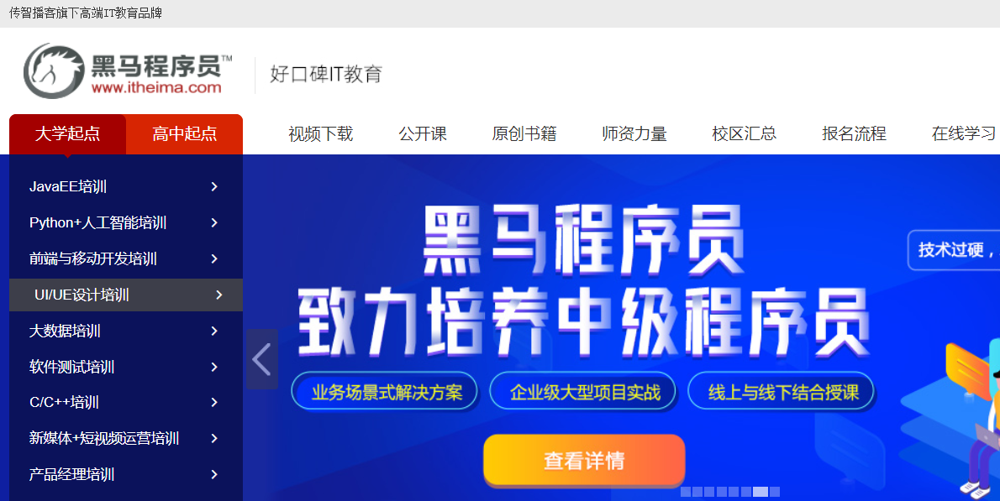 传智播客旗下高端IT教育品牌
黑马程序员™
www.itheima.com
好口碑IT教育
大学起点
高中起点
视频下载
公开课
原创书籍
师资力量
校区汇总
报名流程
在线学习
JavaEE培训
Python+人工智能培训
前端与移动开发培训
UI/UE设计培训
大数据培训
软件测试培训
C/C++培训
新媒体+短视频运营培训
产品经理培训
黑马程序员
致力培养中级程序员
技术过硬，
业务场景式解决方案
企业级大型项目实战
线上与线下结合授课
查看详情